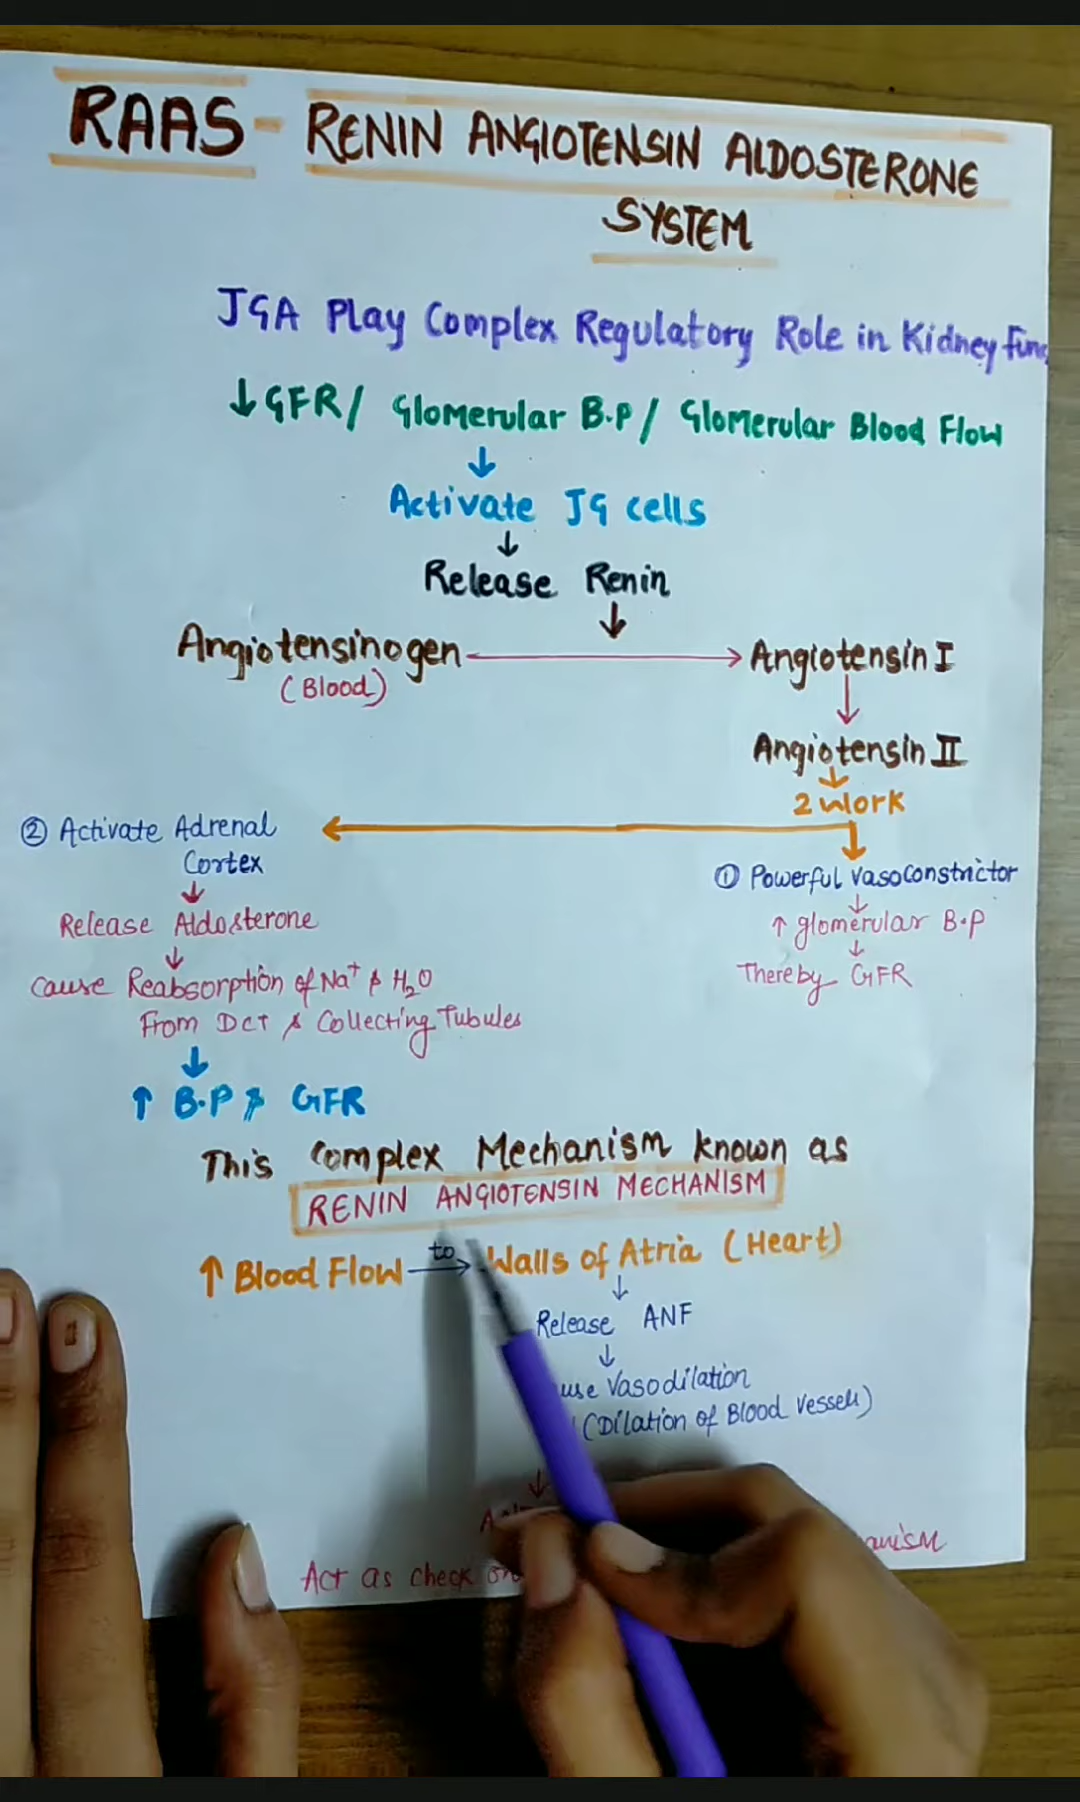 RAAS - RENIN ANGIOTENSIN ALDOSTERONE
SYSTEM
JGA Play Complex Regulatory Role in Kidney
↓ GFR / Glomerular B.P / Glomerular Blood Flow
↓
Activate JG cells
↓
Release Renin
↓
Angiotensinogen → Angiotensin I
(Blood)
↓
Angiotensin II
↓
2 Work
② Activate Adrenal
Cortex
↓
Release Aldosterone
↓
cause Reabsorption of Na+ & H2O
From DCT & Collecting Tubules
↓
↑ B.P & GFR
① Powerful vasoconstrictor
↓
↑ glomerular B.P
↓
Thereby GFR
This Complex Mechanism known as
RENIN ANGIOTENSIN MECHANISM
↑ Blood Flow to → Walls of Atria (Heart)
↓
Release ANF
↓
Vasodilation
(Dilation of Blood Vessels)
↓
Act as check on